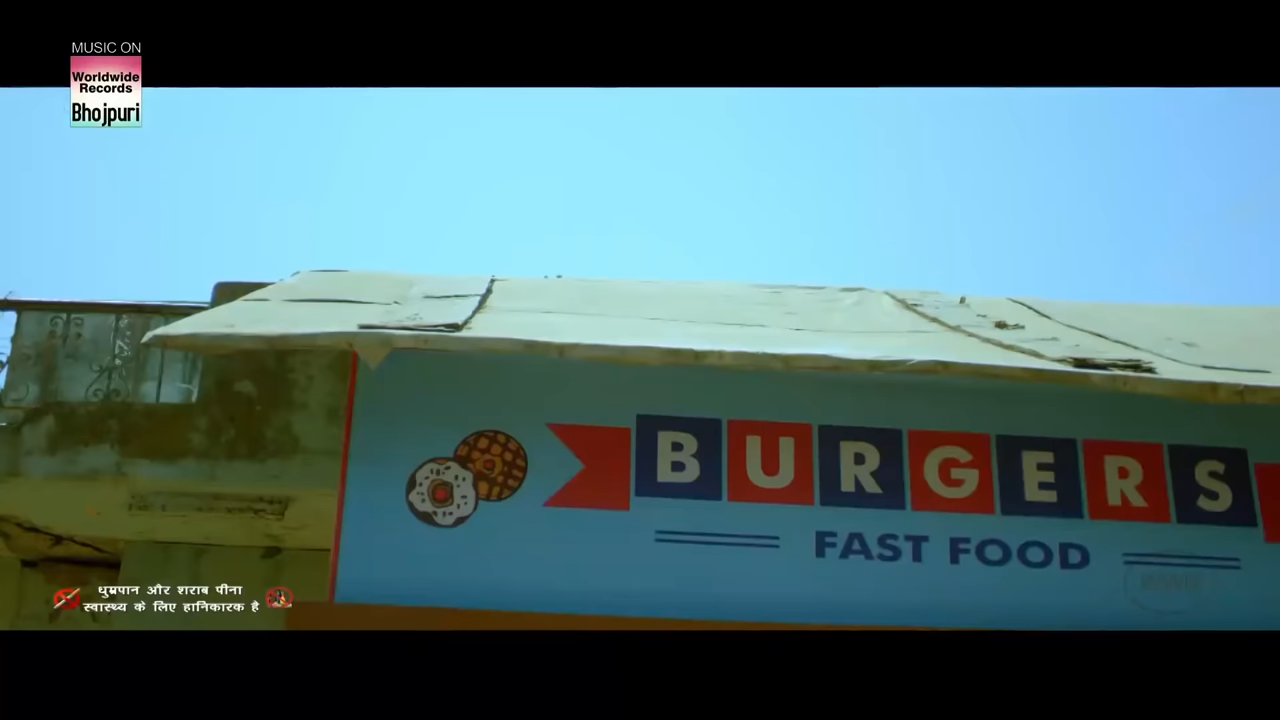 MUSIC ON
Worldwide
Records
Bhojpuri
BURGERS
FAST FOOD
धुम्रपान और शराब पीना
स्वास्थ्य के लिए हानिकारक है